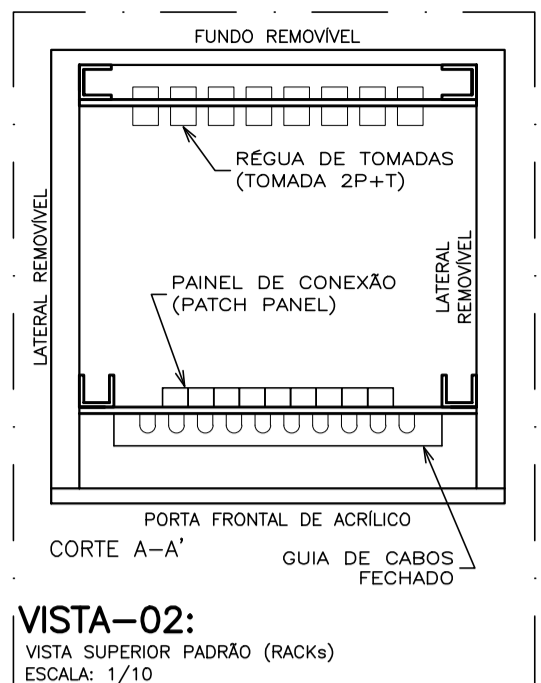 FUNDO REMOVÍVEL
RÉGUA DE TOMADAS
(TOMADA 2P+T)
LATERAL REMOVÍVEL
LATERAL
REMOVÍVEL
PAINEL DE CONEXÃO
(PATCH PANEL)
PORTA FRONTAL DE ACRÍLICO
CORTE A-A'
GUIA DE CABOS
FECHADO
VISTA-02:
VISTA SUPERIOR PADRÃO (RACKs)
ESCALA: 1/10